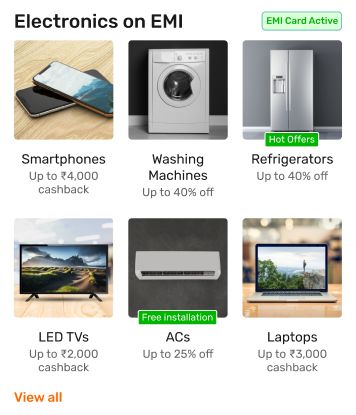 Electronics on EMI
EMI Card Active
Hot Offers
Smartphones
Up to ₹4,000
cashback
Washing
Machines
Up to 40% off
Refrigerators
Up to 40% off
Free installation
LED TVs
Up to ₹2,000
cashback
ACs
Up to 25% off
Laptops
Up to ₹3,000
cashback
View all